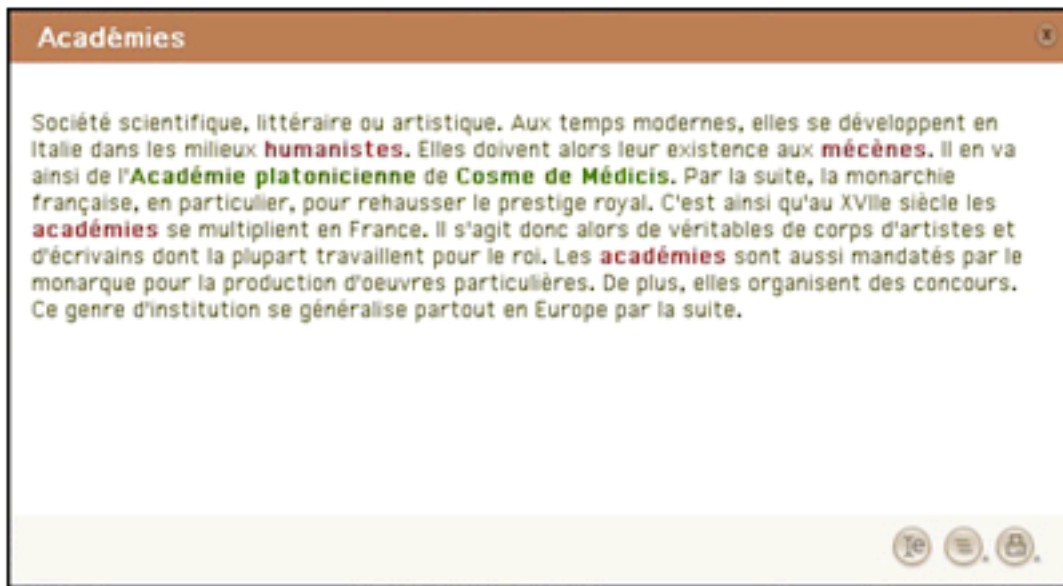 Académies
x
Société scientifique, littéraire ou artistique. Aux temps modernes, elles se développent en
Italie dans les milieux humanistes. Elles doivent alors leur existence aux mécènes. Il en va
ainsi de l'Académie platonicienne de Cosme de Médicis. Par la suite, la monarchie
française, en particulier, pour rehausser le prestige royal. C'est ainsi qu'au XVIIe siècle les
académies se multiplient en France. Il s'agit donc alors de véritables de corps d'artistes et
d'écrivains dont la plupart travaillent pour le roi. Les académies sont aussi mandatés par le
monarque pour la production d'oeuvres particulières. De plus, elles organisent des concours.
Ce genre d'institution se généralise partout en Europe par la suite.